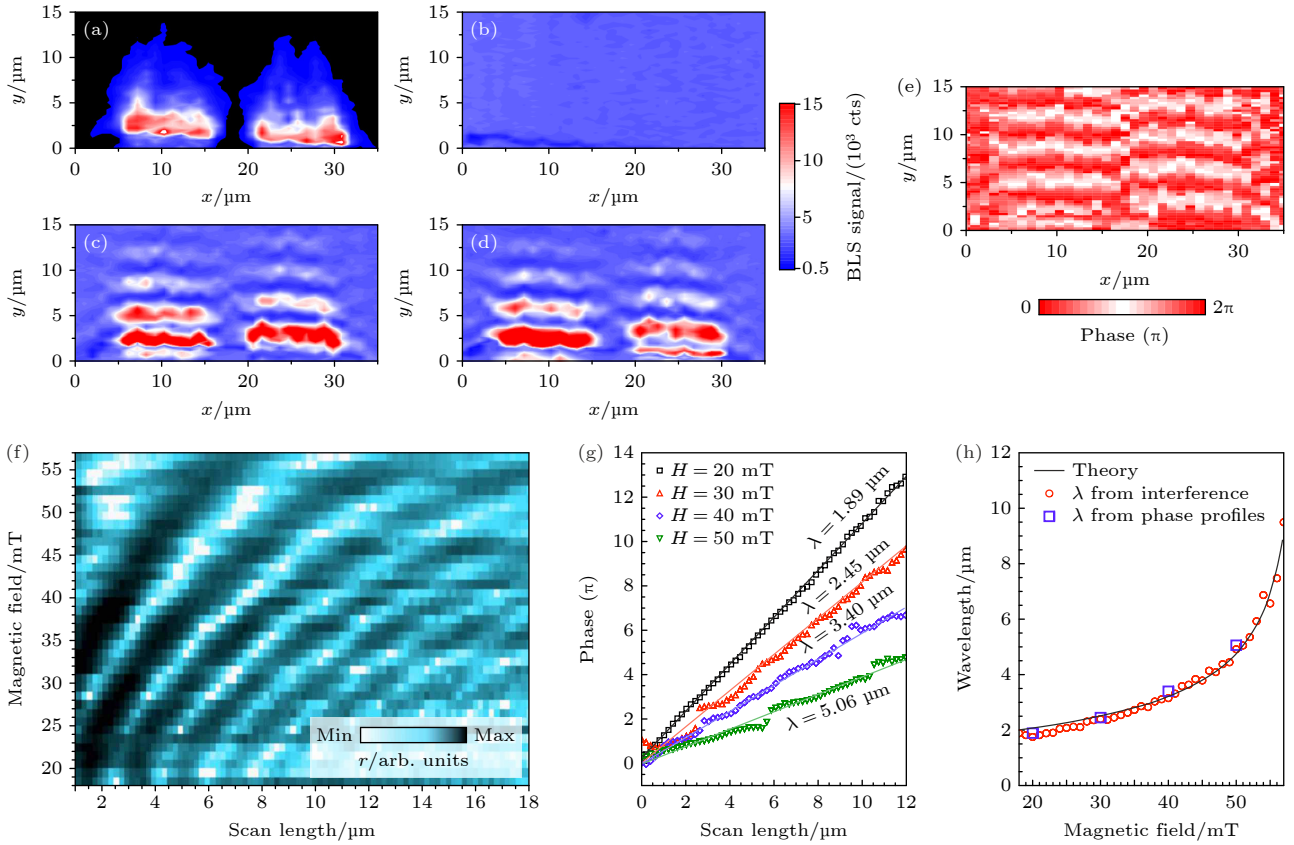 (a)
15
10
5
0
y/µm
0 10 20 30
x/µm
(b)
15
10
5
0
y/µm
0 10 20 30
x/µm
(c)
15
10
5
0
y/µm
0 10 20 30
x/µm
(d)
15
10
5
0
y/µm
0 10 20 30
x/µm
15
10
5
0.5
BLS signal/(10³ cts)
(e)
15
10
5
0
y/µm
0 10 20 30
x/µm
0 2π
Phase (π)
(f)
55
50
45
40
35
30
25
20
Magnetic field/mT
Min Max
r/arb. units
2 4 6 8 10 12 14 16 18
Scan length/µm
(g)
14
12
10
8
6
4
2
0
Phase (π)
H = 20 mT
H = 30 mT
H = 40 mT
H = 50 mT
λ = 1.89 µm
λ = 2.45 µm
λ = 3.40 µm
λ = 5.06 µm
0 2 4 6 8 10 12
Scan length/µm
(h)
12
10
8
6
4
2
0
Wavelength/µm
Theory
λ from interference
λ from phase profiles
20 30 40 50
Magnetic field/mT